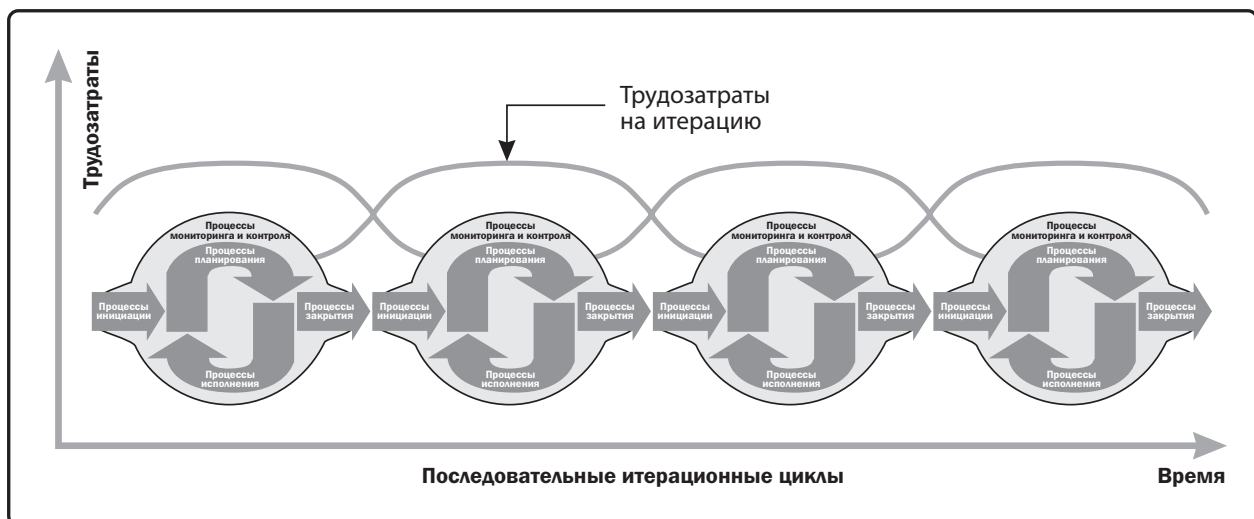 Трудозатраты
Трудозатраты
на итерацию
Процессы
мониторинга и контроля
Процессы
планирования
Процессы
инициации
Процессы
закрытия
Процессы
исполнения
Процессы
мониторинга и контроля
Процессы
планирования
Процессы
инициации
Процессы
закрытия
Процессы
исполнения
Процессы
мониторинга и контроля
Процессы
планирования
Процессы
инициации
Процессы
закрытия
Процессы
исполнения
Процессы
мониторинга и контроля
Процессы
планирования
Процессы
инициации
Процессы
закрытия
Процессы
исполнения
Последовательные итерационные циклы
Время